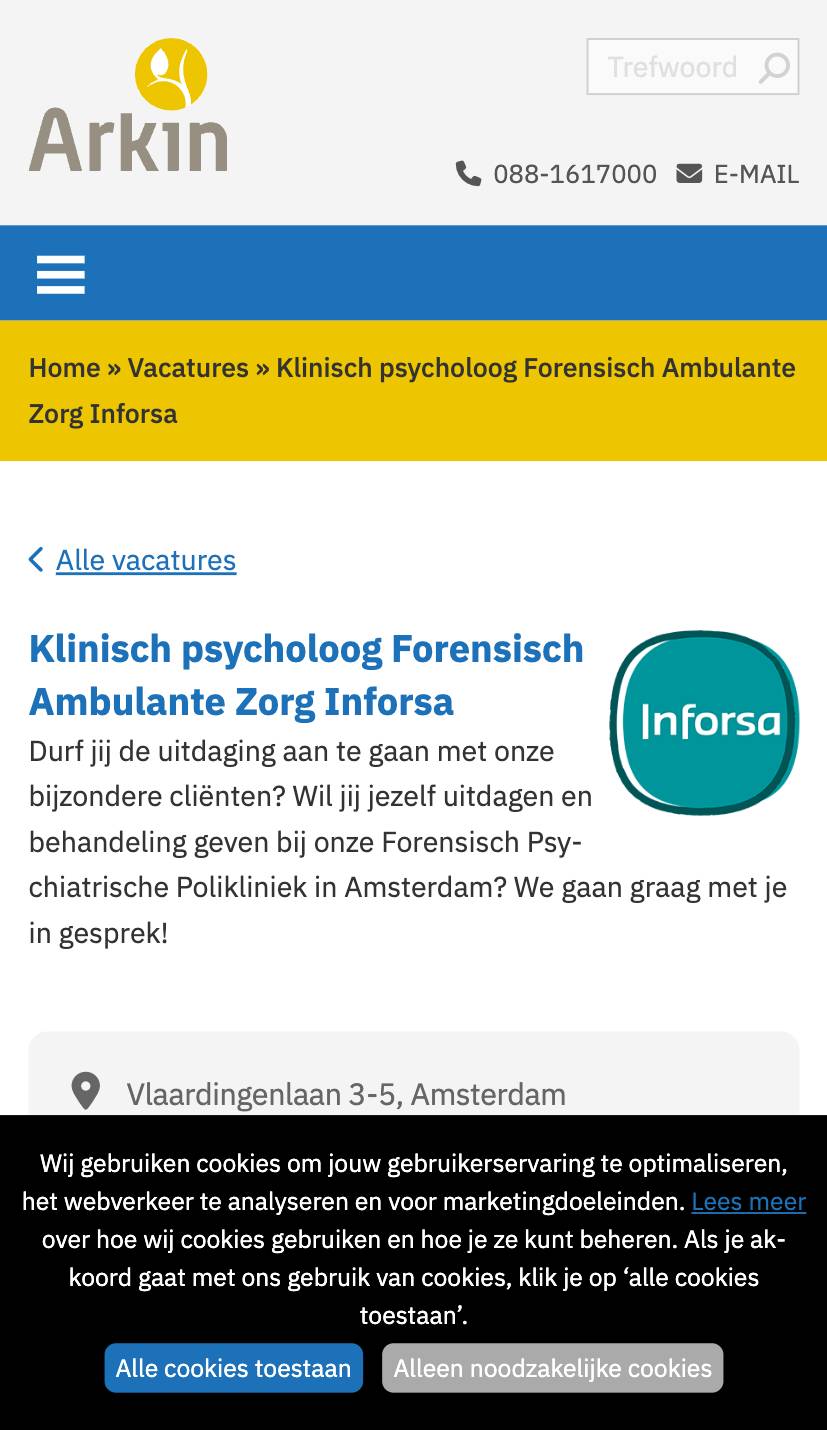 Arkin
Trefwoord
088-1617000 E-MAIL
Home » Vacatures » Klinisch psycholoog Forensisch Ambulante
Zorg Inforsa
Alle vacatures
Klinisch psycholoog Forensisch
Ambulante Zorg Inforsa
Inforsa
Durf jij de uitdaging aan te gaan met onze
bijzondere cliënten? Wil jij jezelf uitdagen en
behandeling geven bij onze Forensisch Psy-
chiatrische Polikliniek in Amsterdam? We gaan graag met je
in gesprek!
Vlaardingenlaan 3-5, Amsterdam
Wij gebruiken cookies om jouw gebruikerservaring te optimaliseren,
het webverkeer te analyseren en voor marketingdoeleinden. Lees meer
over hoe wij cookies gebruiken en hoe je ze kunt beheren. Als je ak-
koord gaat met ons gebruik van cookies, klik je op ‘alle cookies
toestaan’.
Alle cookies toestaan Alleen noodzakelijke cookies